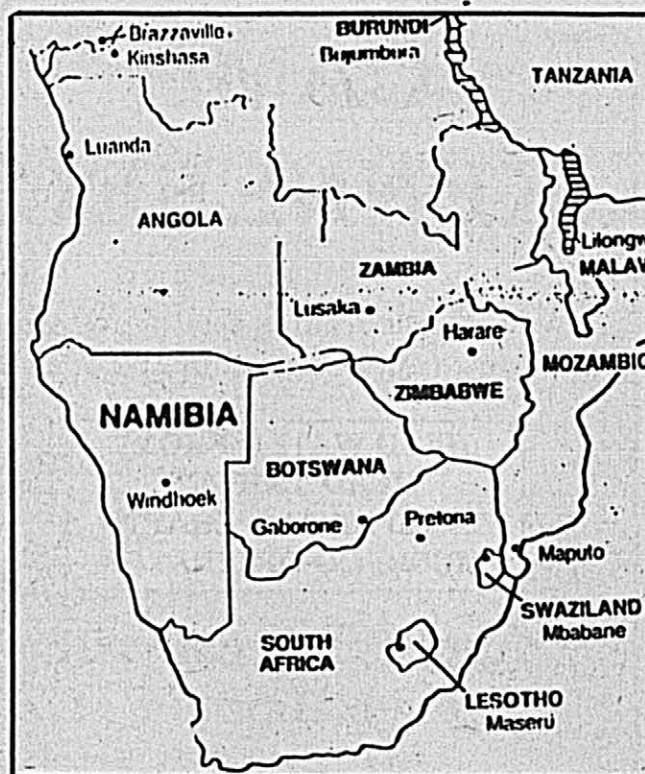 Brazzaville
Kinshasa
BURUNDI
Bujumbura
TANZANIA
Luanda
ANGOLA
Lilongw
ZAMBIA
MALAW
Lusaka
Harare
MOZAMBIC
ZIMBABWE
NAMIBIA
BOTSWANA
Windhoek
Gaborone
Pretoria
Maputo
SWAZILAND
Mbabane
SOUTH
AFRICA
LESOTHO
Maseru